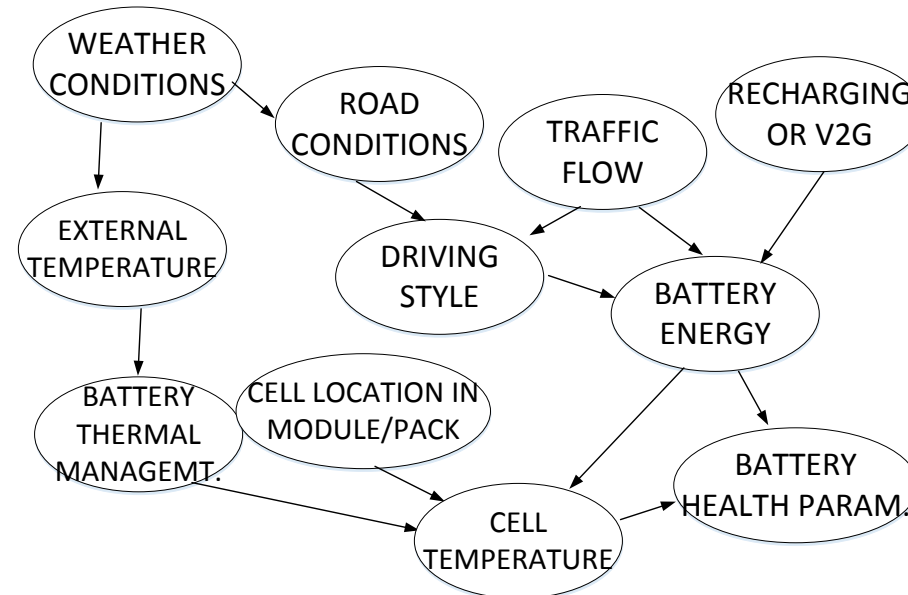 WEATHER
CONDITIONS
ROAD
CONDITIONS
TRAFFIC
FLOW
RECHARGING
OR V2G
EXTERNAL
TEMPERATURE
DRIVING
STYLE
BATTERY
ENERGY
BATTERY
THERMAL
MANAGEMT.
CELL LOCATION IN
MODULE/PACK
CELL
TEMPERATURE
BATTERY
HEALTH PARAM.